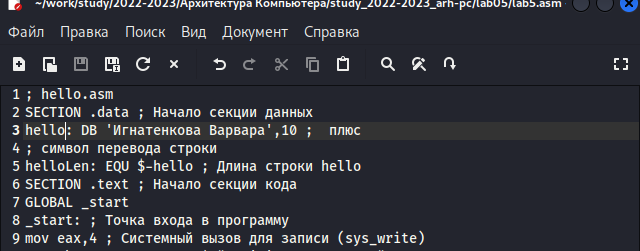 ~/work/study/2022-2023/Архитектура Компьютера/study_2022-2023_arh-pc/lab05/lab5.asm -
Файл Правка Поиск Вид Документ Справка
1 ; hello.asm
2 SECTION .data ; Начало секции данных
3 hello: DB 'Игнатенкова Варвара',10 ;  плюс
4 ; символ перевода строки
5 helloLen: EQU $-hello ; Длина строки hello
6 SECTION .text ; Начало секции кода
7 GLOBAL _start
8 _start: ; Точка входа в программу
9 mov eax,4 ; Системный вызов для записи (sys_write)